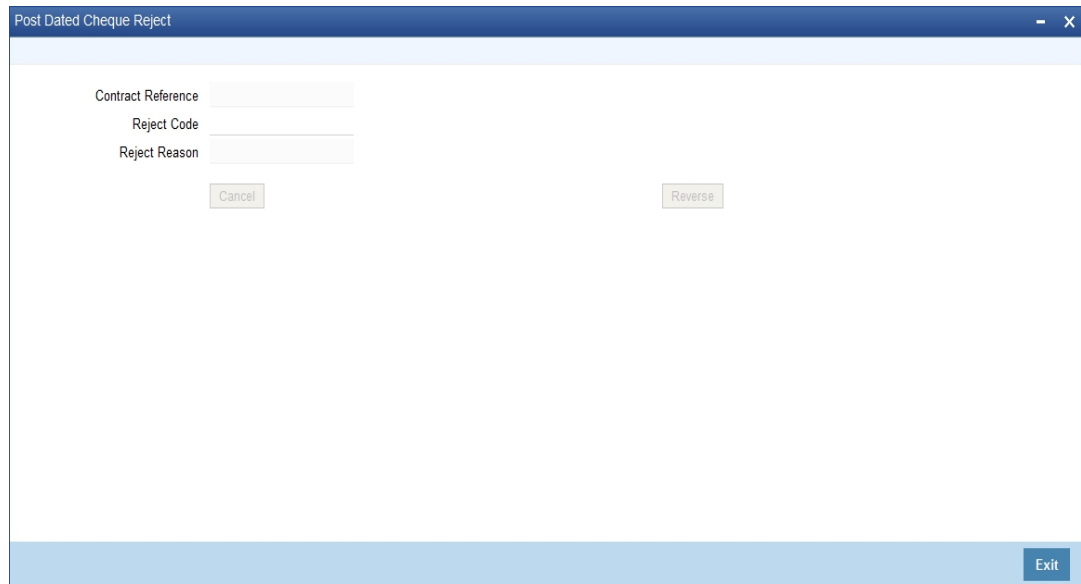 Post Dated Cheque Reject
Contract Reference
Reject Code
Reject Reason
Cancel Reverse
Exit